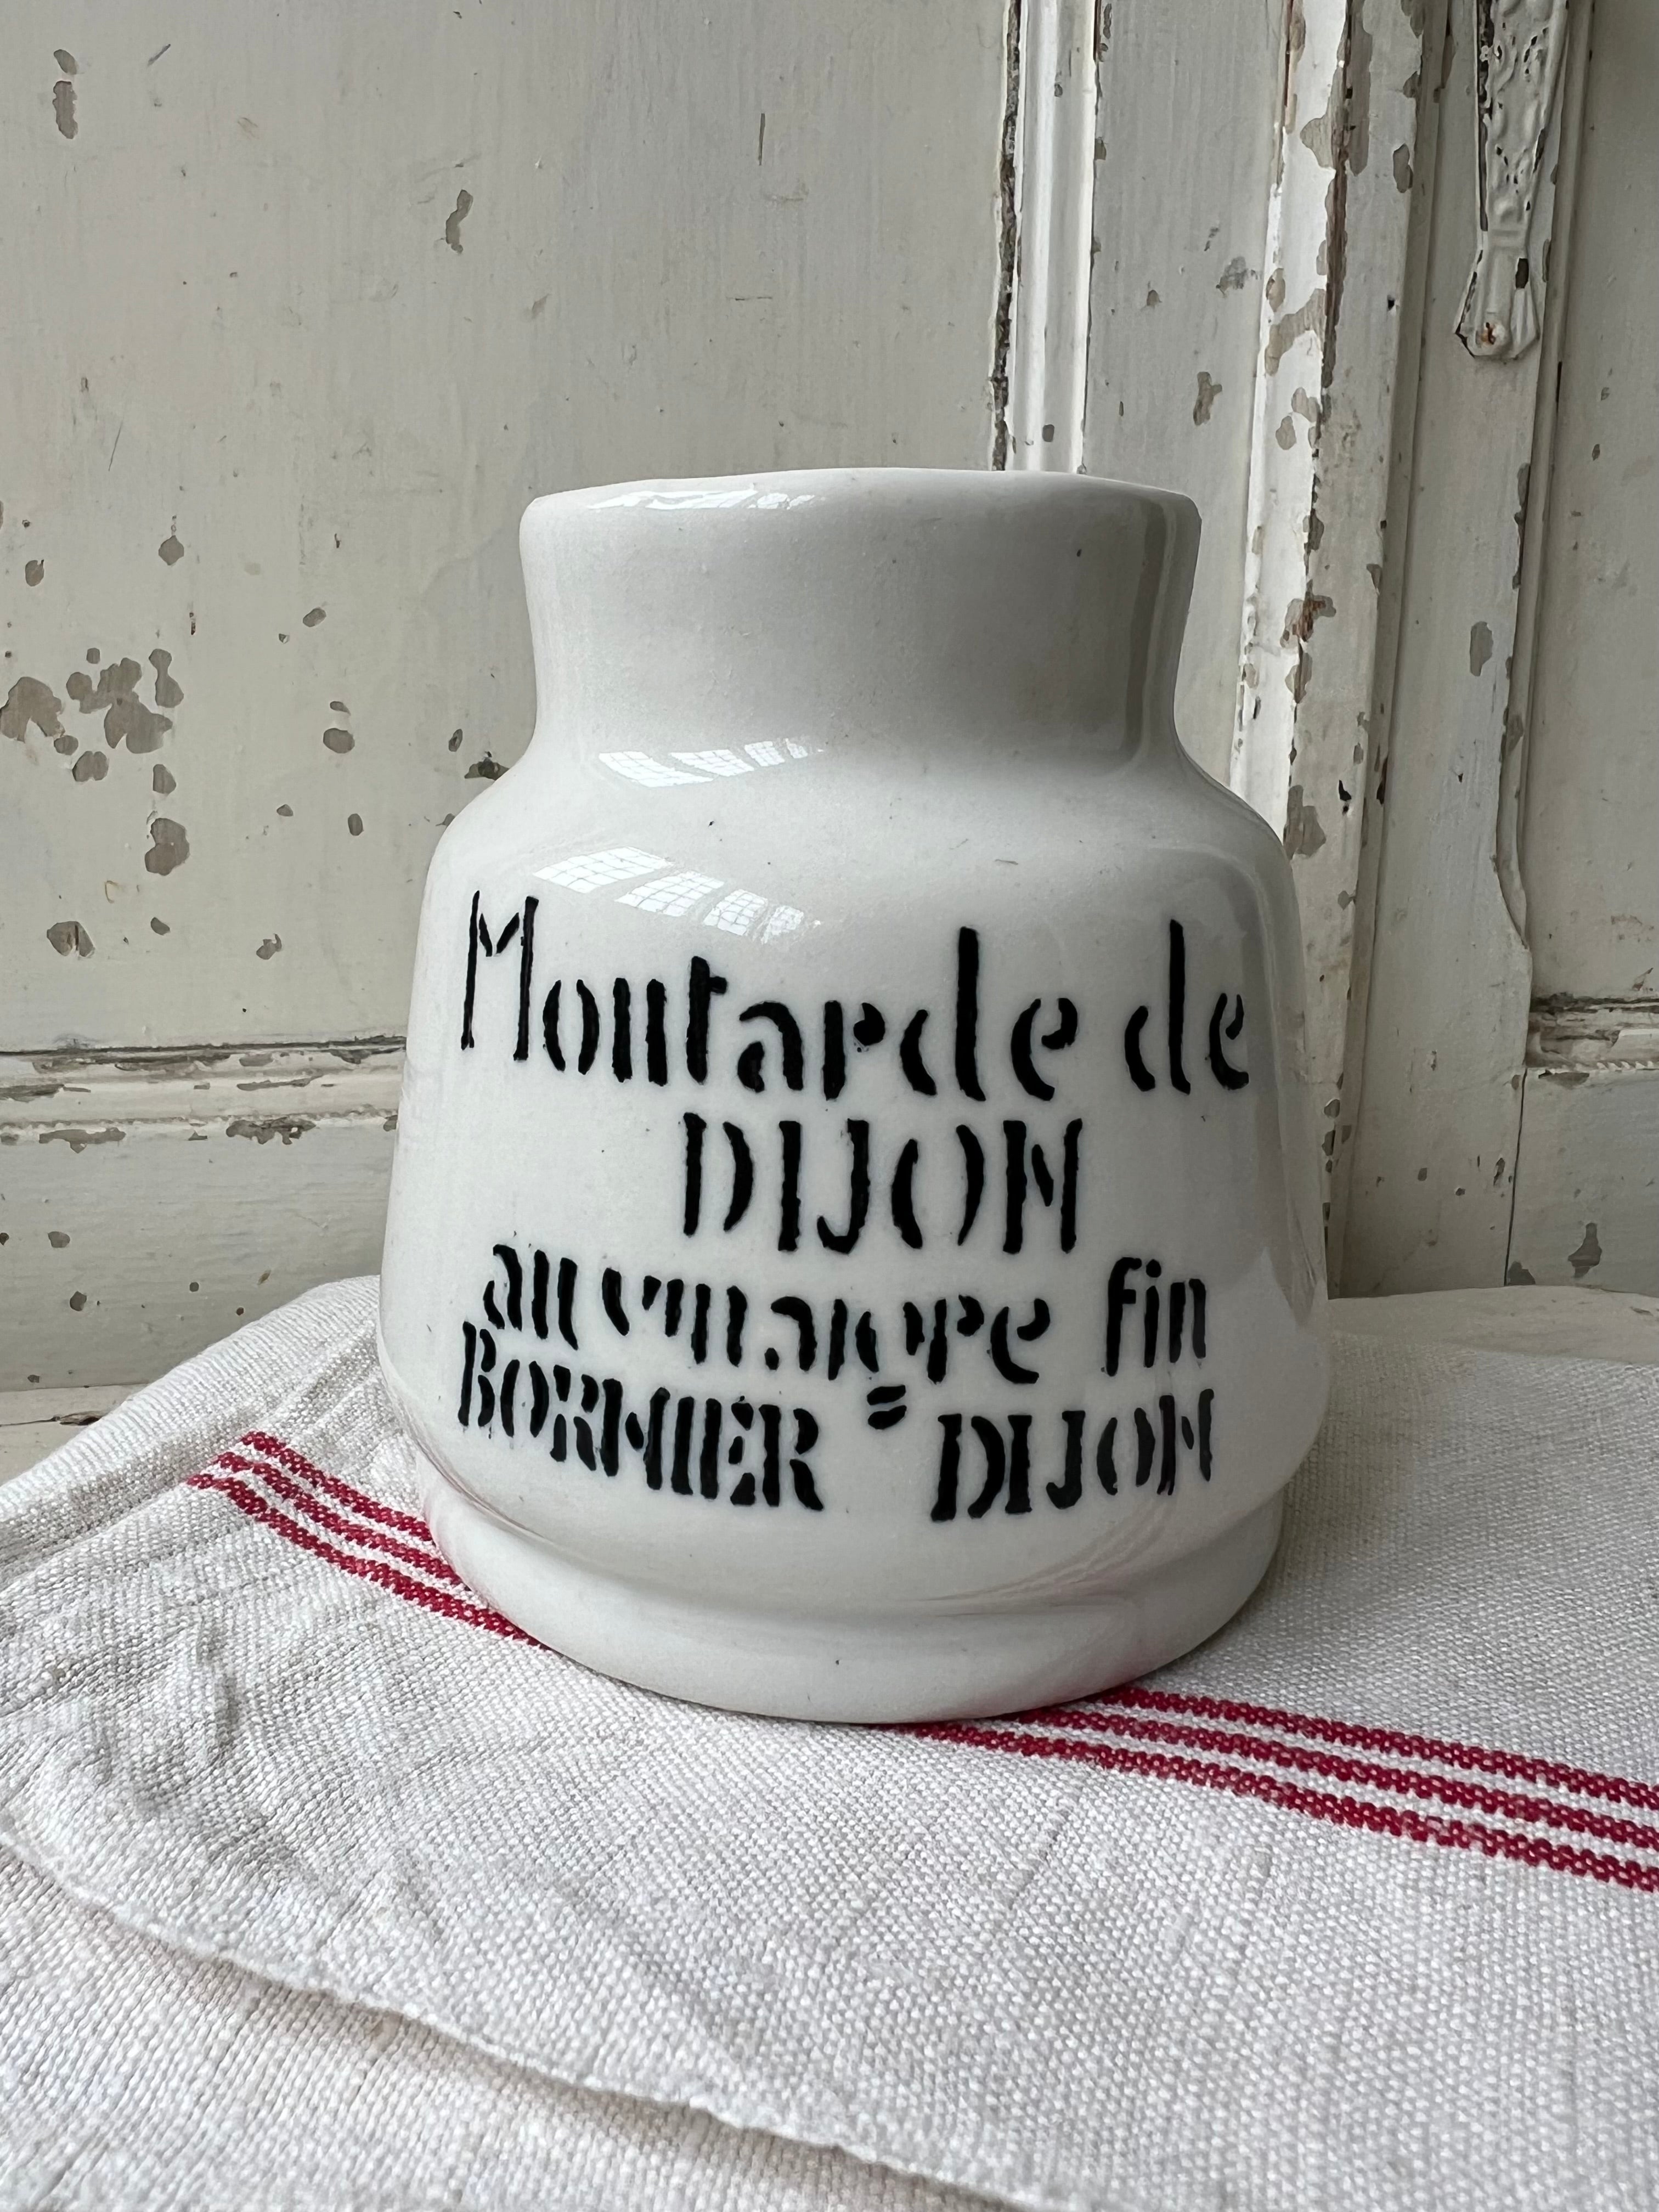 Moutarde de
DIJON
au vinaigre fin
BORNIER = DIJON